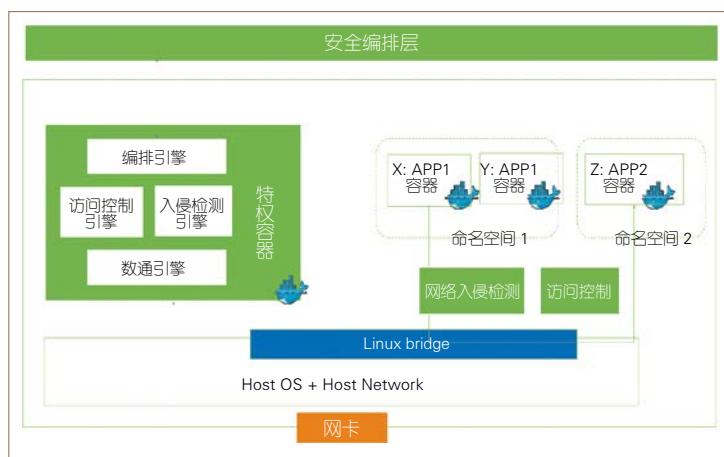 安全编排层
编排引擎
访问控制
引擎
入侵检测
引擎
数通引擎
特权容器
X: APP1
容器
Y: APP1
容器
命名空间 1
Z: APP2
容器
命名空间 2
网络入侵检测
访问控制
Linux bridge
Host OS + Host Network
网卡